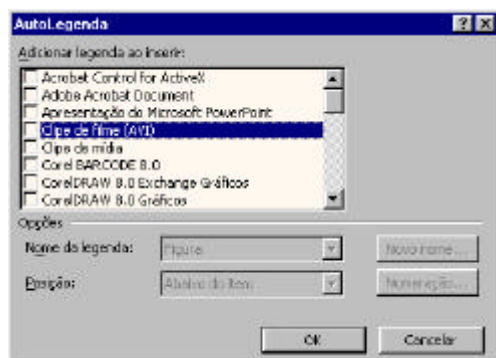 AutoLegenda
Adicionar legenda ao inserir:
Acrobat Control for ActiveX
Adobe Acrobat Document
Apresentação do Microsoft PowerPoint
Clipe de filme (AVI)
Clipe de mídia
Corel BARCODE 8.0
CorelDRAW 8.0 Exchange Gráficos
CorelDRAW 8.0 Gráficos
Opções
Nome da legenda: Figura Novo nome...
Posição: Abaixo do item Numeração...
OK Cancelar